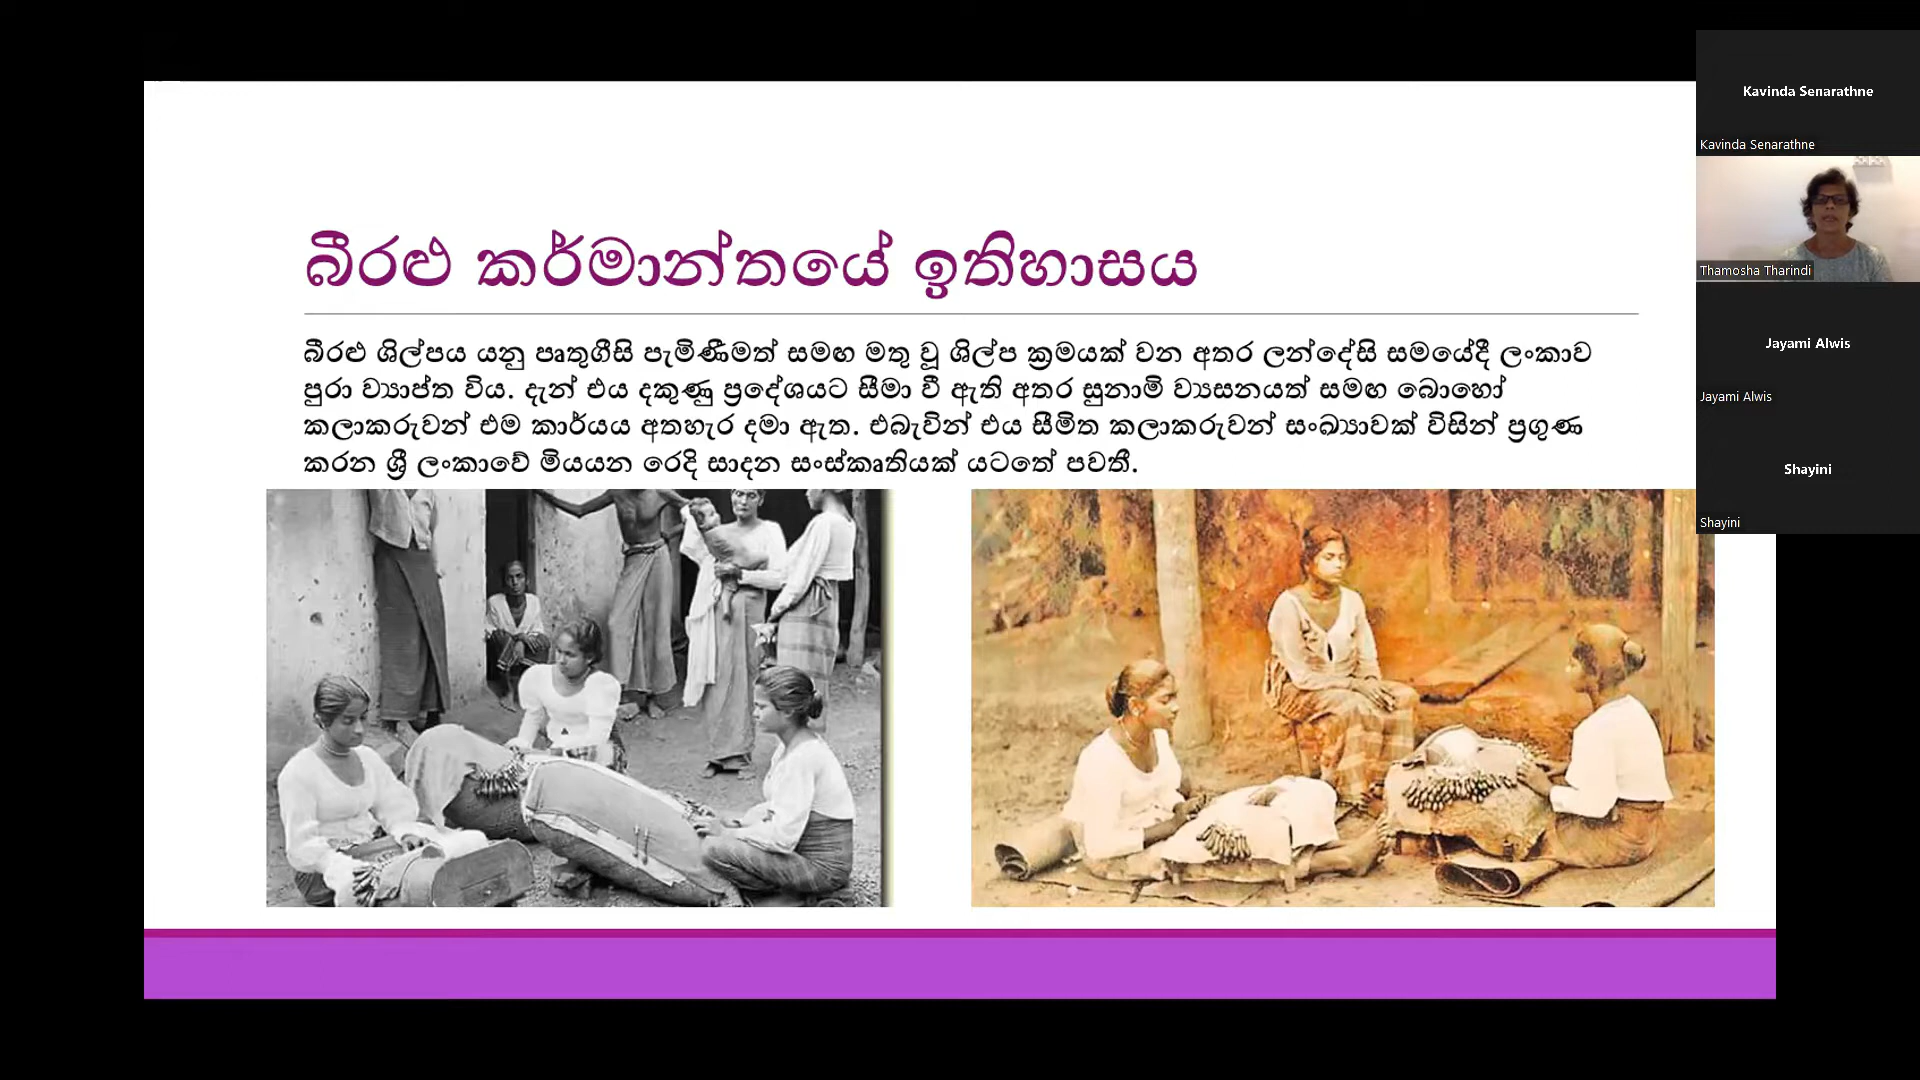 බීරළු කර්මාන්තයේ ඉතිහාසය
බීරළු ශිල්පය යනු පෘතුගීසි පැමිණීමත් සමඟ මතු වූ ශිල්ප ක්‍රමයක් වන අතර ලන්දේසි සමයේදී ලංකාව
පුරා ව්‍යාප්ත විය. දැන් එය දකුණු ප්‍රදේශයට සීමා වී ඇති අතර සුනාමි ව්‍යසනයත් සමඟ බොහෝ
කලාකරුවන් එම කාර්යය අතහැර දමා ඇත. එබැවින් එය සීමිත කලාකරුවන් සංඛ්‍යාවක් විසින් ප්‍රගුණ
කරන ශ්‍රී ලංකාවේ මියයන රෙදි සාදන සංස්කෘතියක් යටතේ පවතී.
Kavinda Senarathne
Kavinda Senarathne
Thamosha Tharindi
Jayami Alwis
Jayami Alwis
Shayini
Shayini